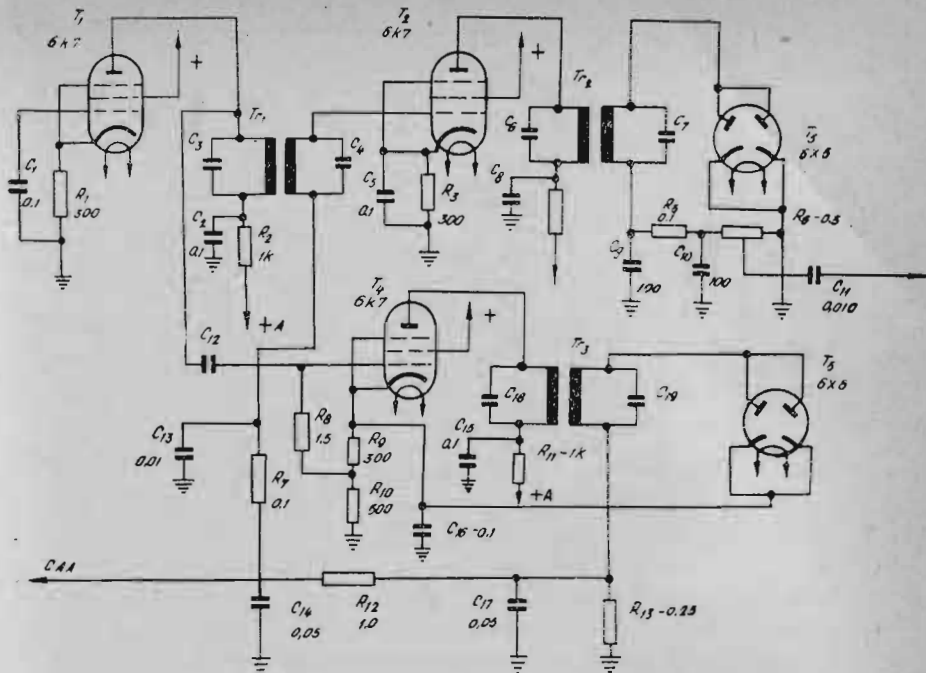 T1
6k7
+
C1
0.1
R1
500
C3
Tr1
C4
C2
0.1
R2
1k
+A
T2
6k7
+
C5
0.1
R3
300
Tr2
C6
C7
C8
T3
6x6
R5
0.1
R6-0.5
C9
100
C10
100
C11
0,010
C12
T4
6k7
+
R8
1.5
R9
300
R10
500
C13
0,01
R7
0.1
C18
Tr3
C19
C15
0.1
R11-1k
+A
C16-0.1
T5
6x6
CAA
C14
0,05
R12
1.0
C17
0,05
R13-0.25